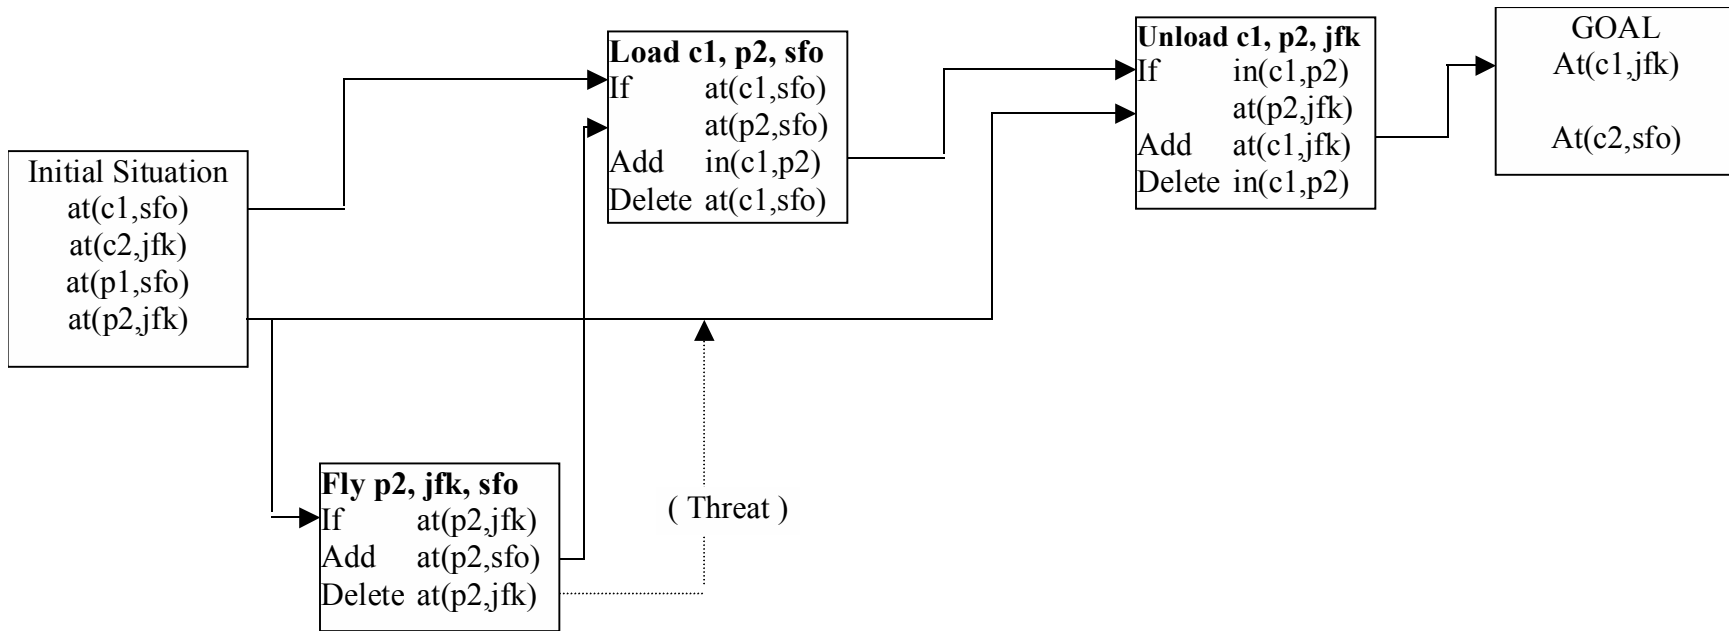 Initial Situation
at(c1,sfo)
at(c2,jfk)
at(p1,sfo)
at(p2,jfk)
Load c1, p2, sfo
If at(c1,sfo)
at(p2,sfo)
Add in(c1,p2)
Delete at(c1,sfo)
Unload c1, p2, jfk
If in(c1,p2)
at(p2,jfk)
Add at(c1,jfk)
Delete in(c1,p2)
GOAL
At(c1,jfk)
At(c2,sfo)
Fly p2, jfk, sfo
If at(p2,jfk)
Add at(p2,sfo)
Delete at(p2,jfk)
( Threat )